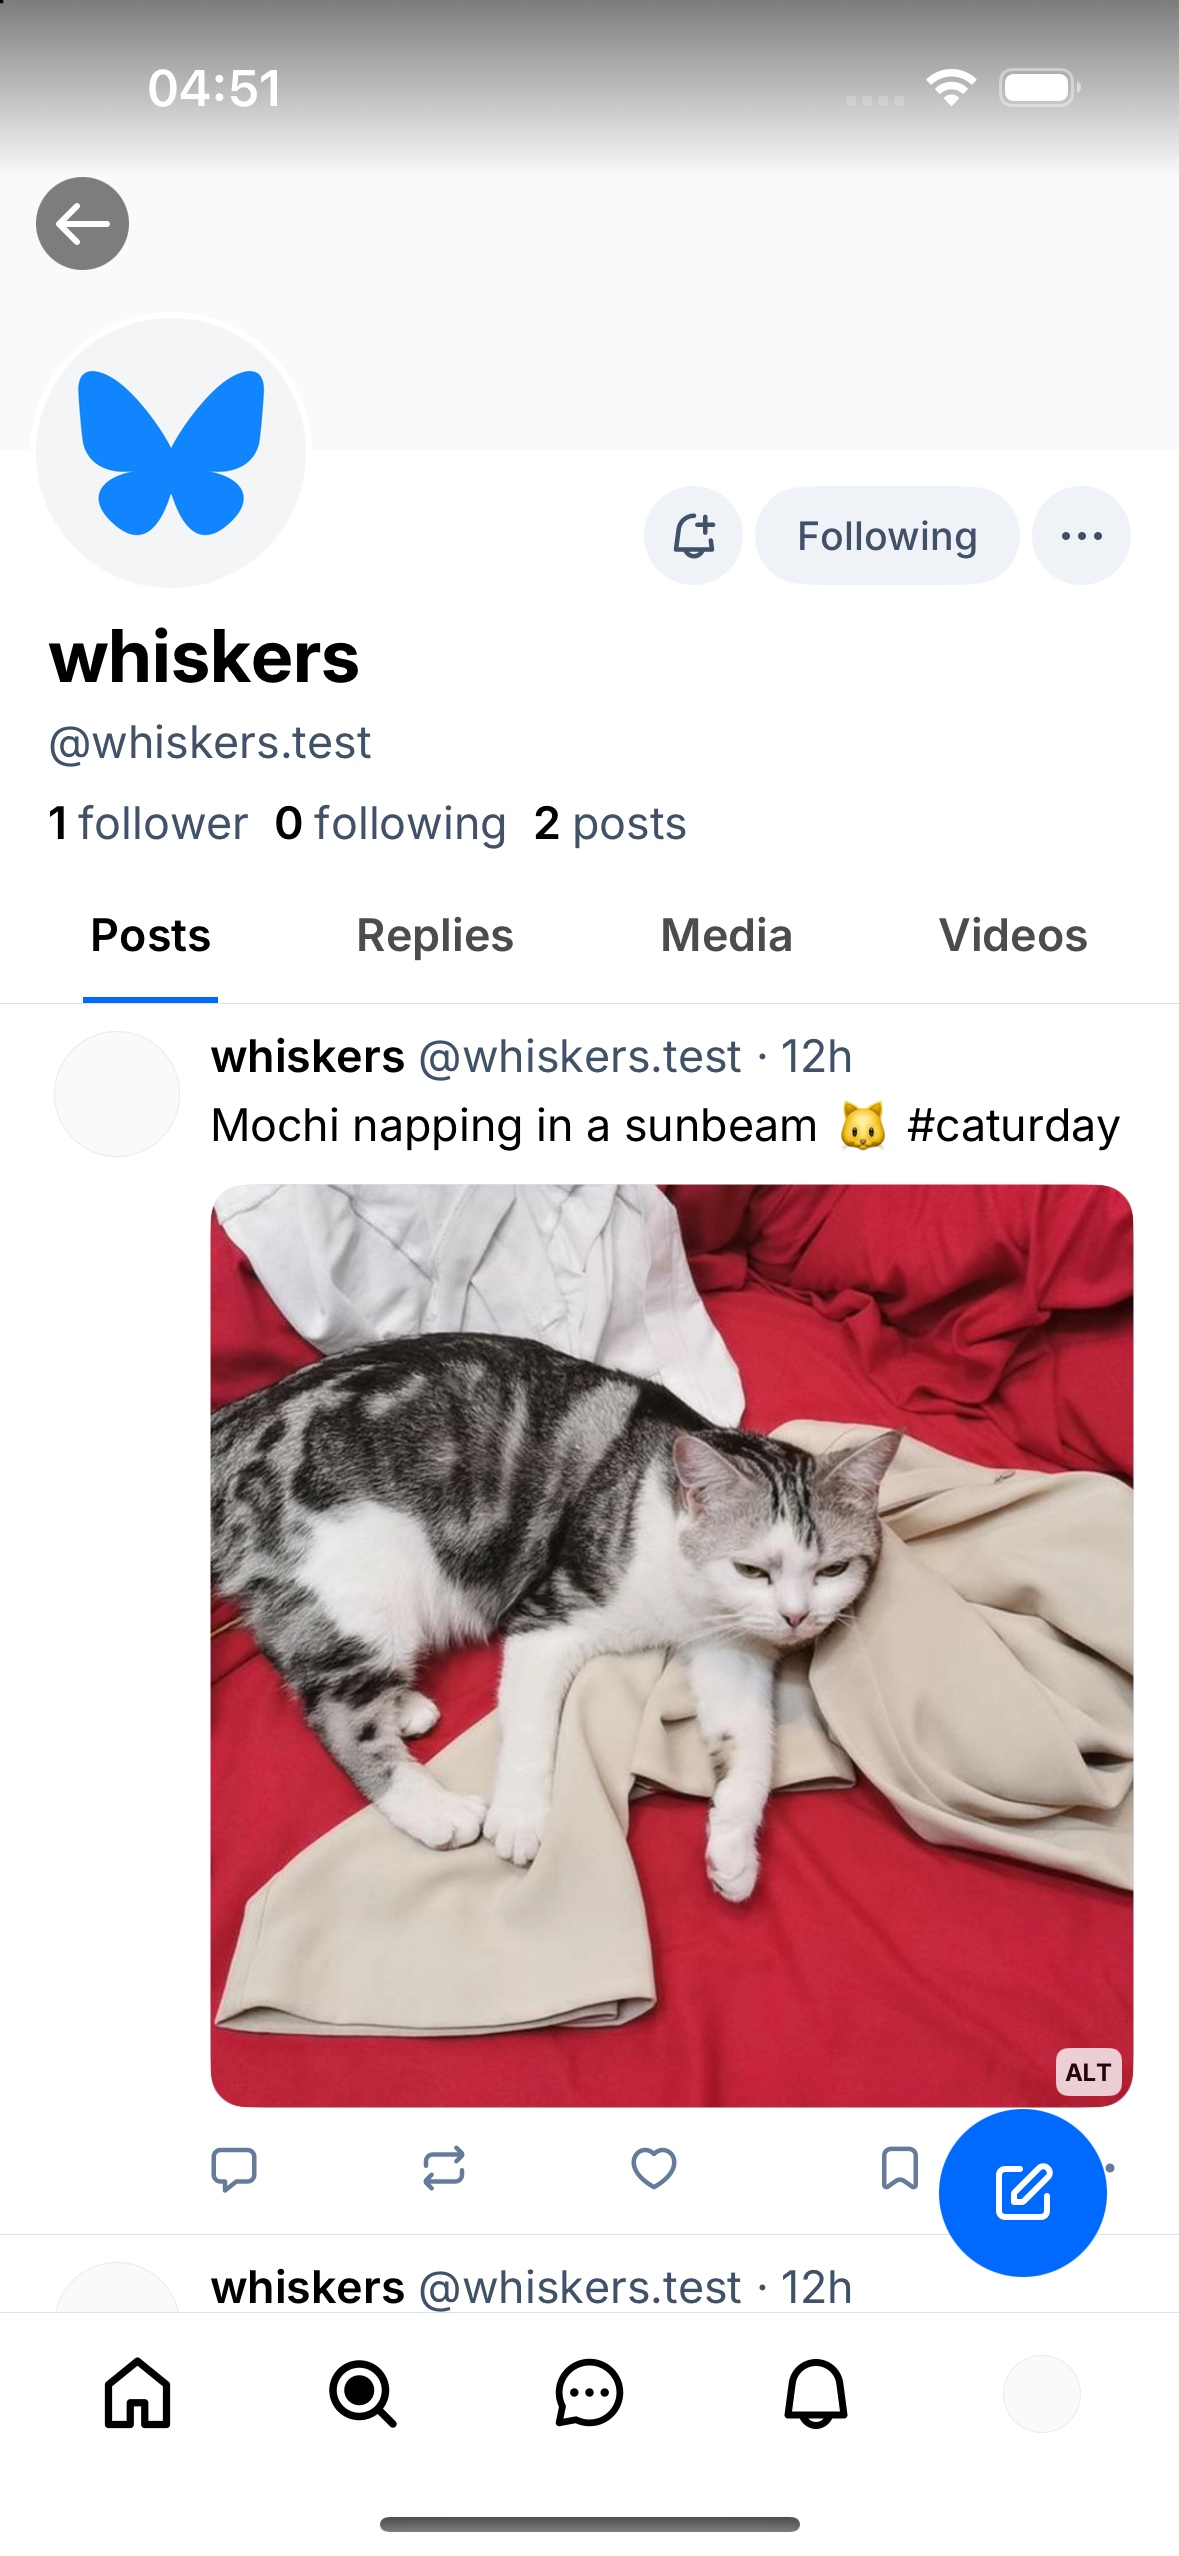 04:51
Following
whiskers
@whiskers.test
1 follower 0 following 2 posts
Posts Replies Media Videos
whiskers @whiskers.test · 12h
Mochi napping in a sunbeam 🐱 #caturday
ALT
whiskers @whiskers.test · 12h